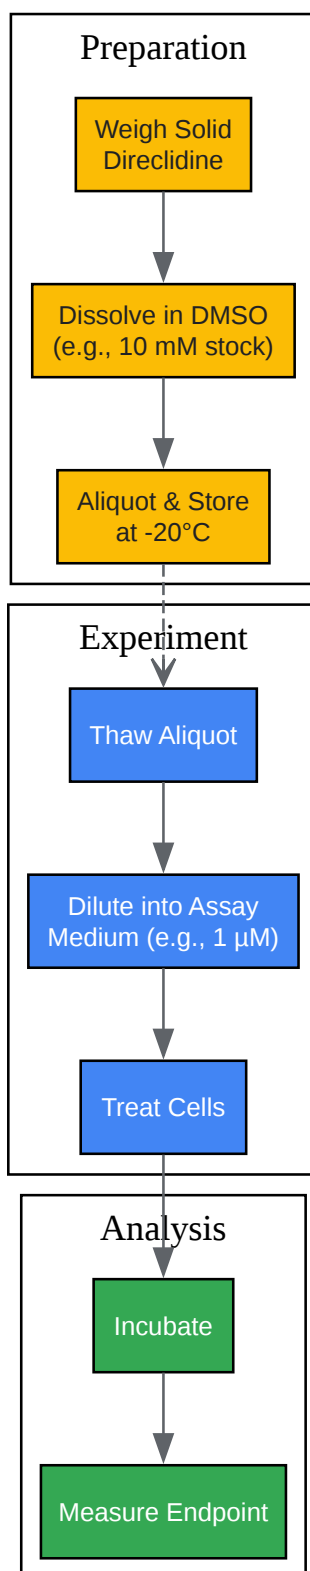 Preparation
Weigh Solid
Direclidine
Dissolve in DMSO
(e.g., 10 mM stock)
Aliquot & Store
at -20°C
Experiment
Thaw Aliquot
Dilute into Assay
Medium (e.g., 1 µM)
Treat Cells
Analysis
Incubate
Measure Endpoint